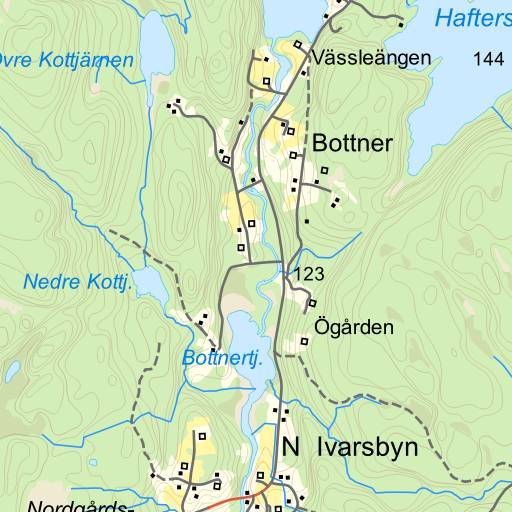 Hafters
Övre Kottjärnen
Vässleängen
144
Bottner
Nedre Kottj.
123
Ögården
Bottnertj.
N Ivarsbyn
Nordgårds-